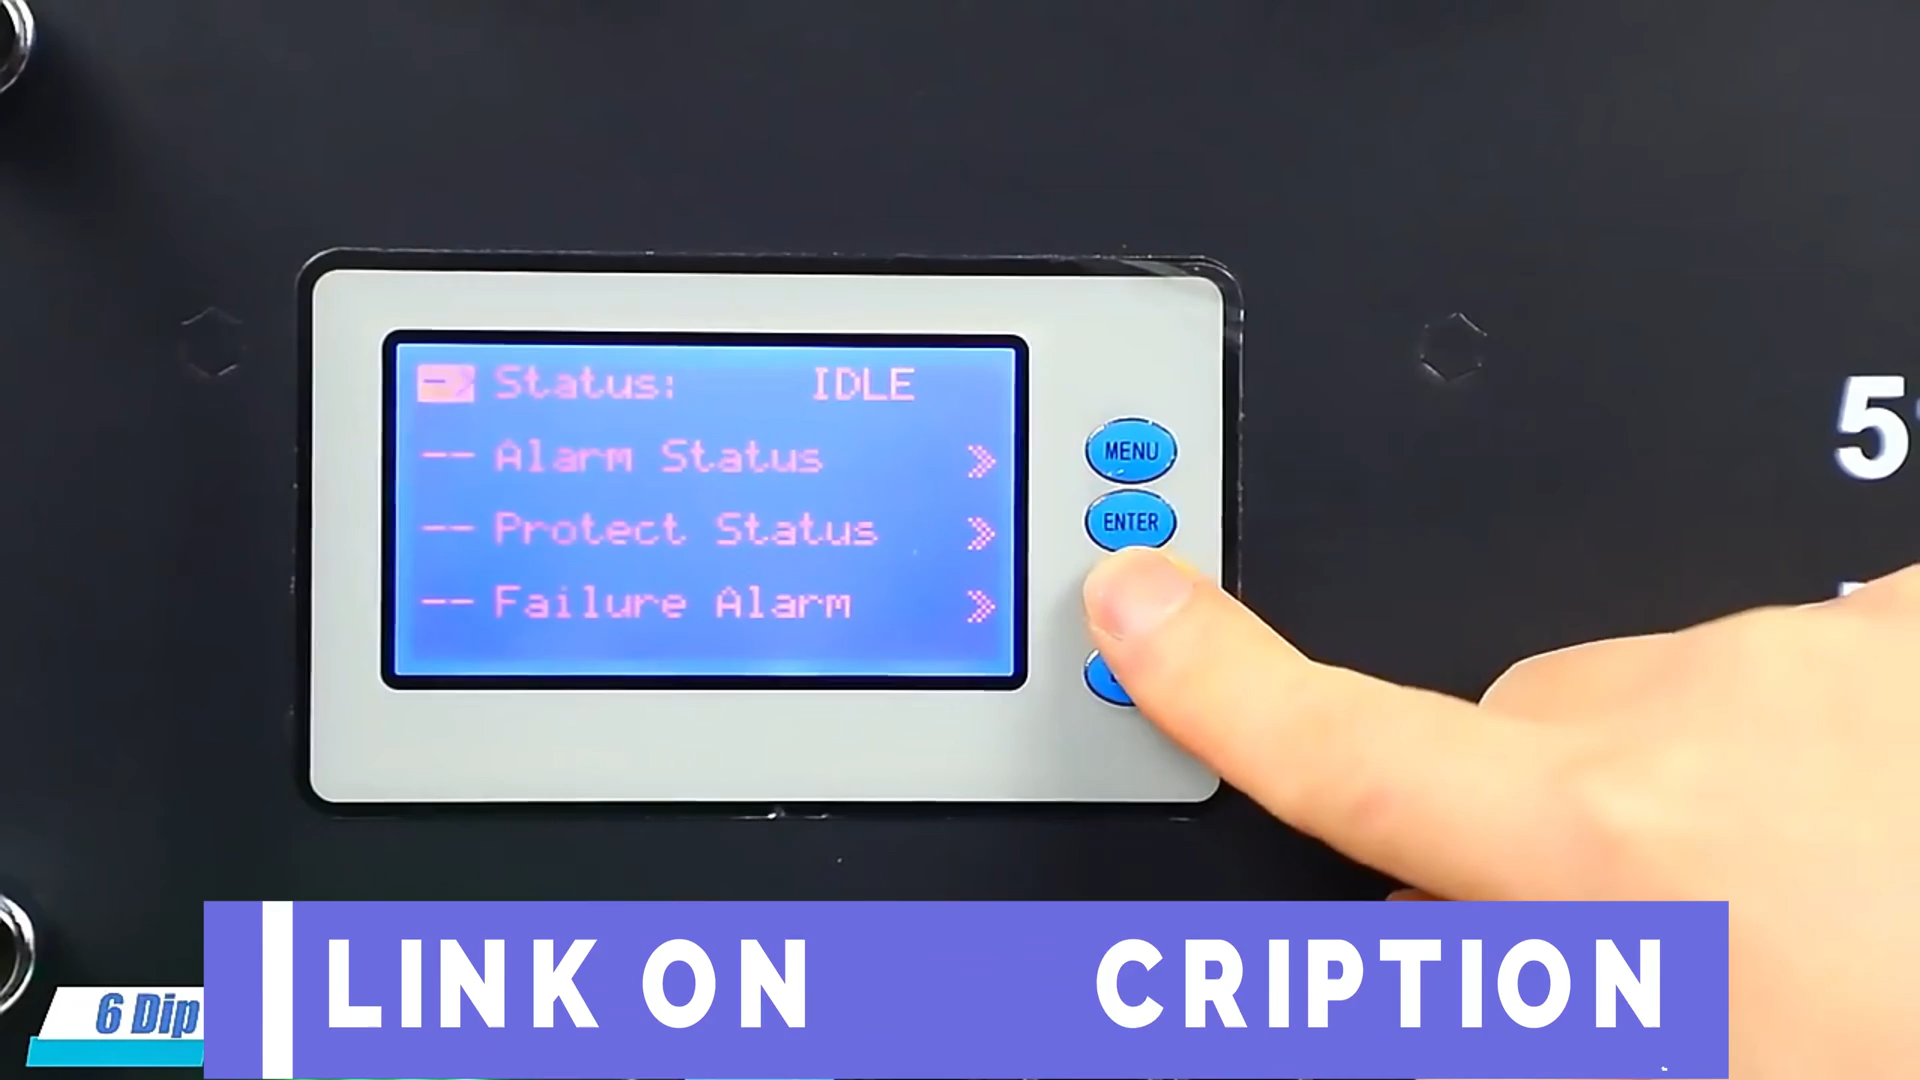 Status: IDLE
-- Alarm Status »
-- Protect Status »
-- Failure Alarm »
MENU
ENTER
5
6 Dip
LINK ON CRIPTION